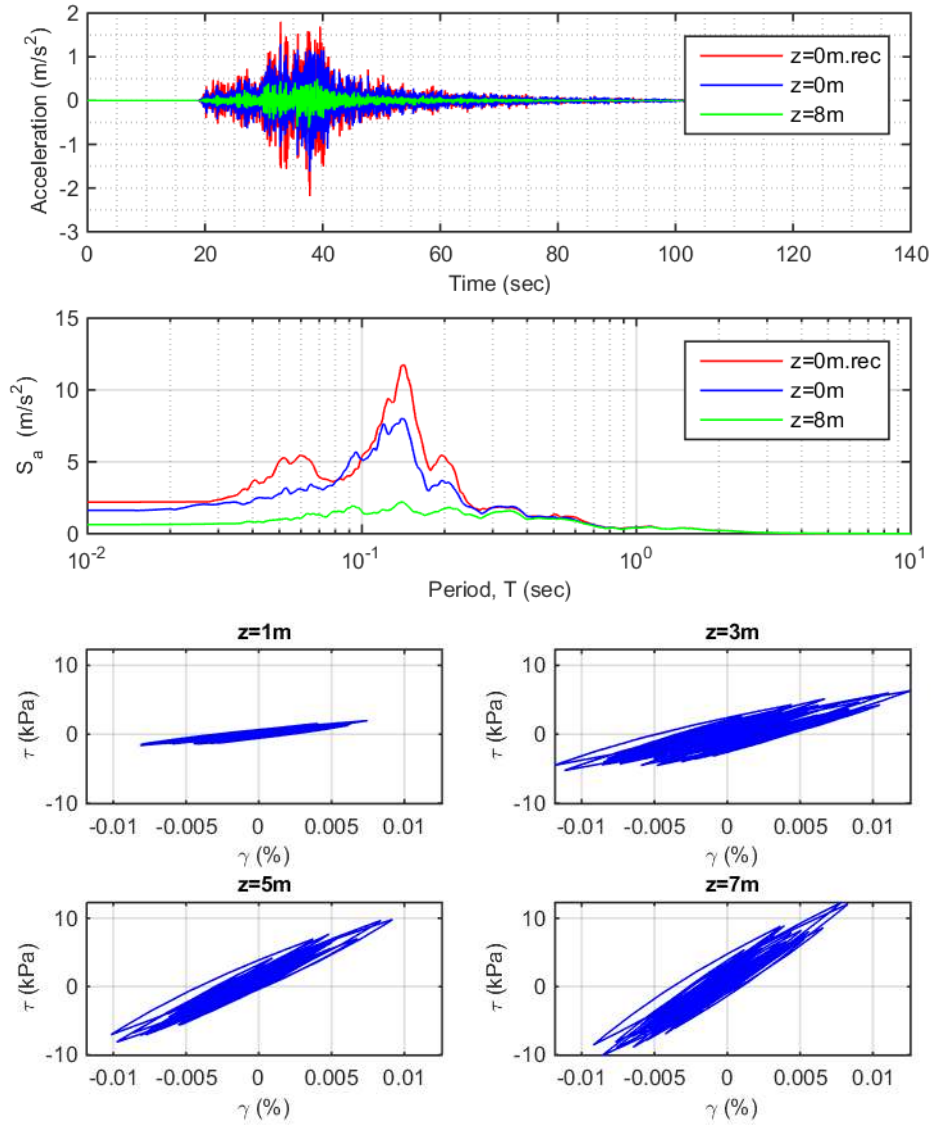 2
1
0
-1
-2
-3
Acceleration (m/s²)
z=0m.rec
z=0m
z=8m
0 20 40 60 80 100 120 140
Time (sec)
15
10
5
0
S_a (m/s²)
z=0m.rec
z=0m
z=8m
10⁻² 10⁻¹ 10⁰ 10¹
Period, T (sec)
z=1m
10
0
-10
τ (kPa)
-0.01 -0.005 0 0.005 0.01
γ (%)
z=3m
10
0
-10
τ (kPa)
-0.01 -0.005 0 0.005 0.01
γ (%)
z=5m
10
0
-10
τ (kPa)
-0.01 -0.005 0 0.005 0.01
γ (%)
z=7m
10
0
-10
τ (kPa)
-0.01 -0.005 0 0.005 0.01
γ (%)